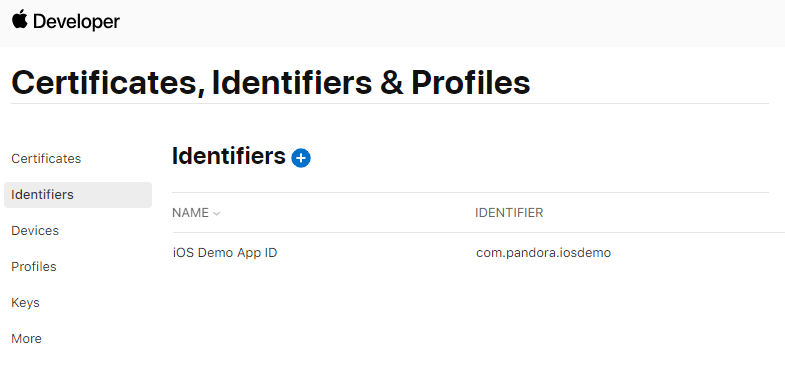 Developer
Certificates, Identifiers & Profiles
Certificates
Identifiers
Devices
Profiles
Keys
More
Identifiers
NAME IDENTIFIER
iOS Demo App ID com.pandora.iosdemo